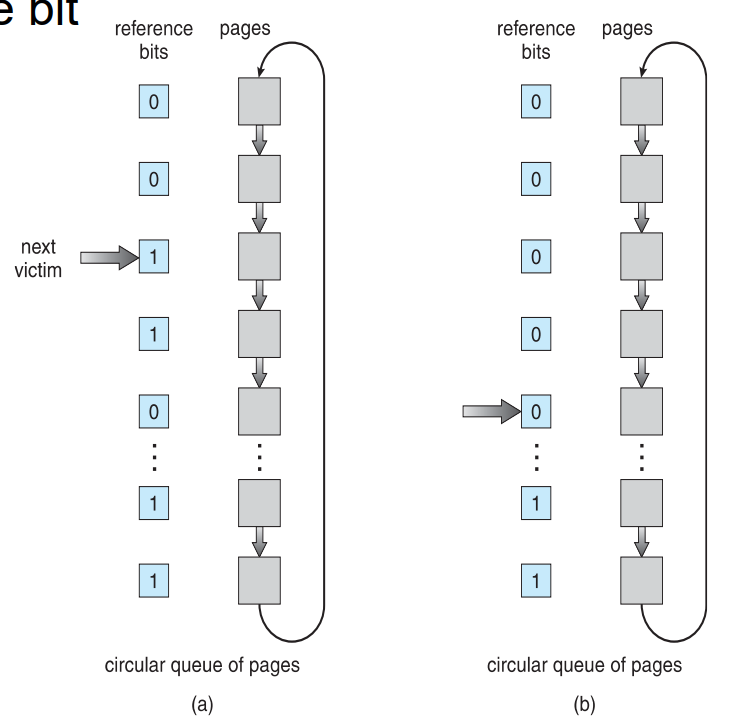 e bit
reference pages
bits
0
0
next
victim
1
1
0
1
1
circular queue of pages
(a)
reference pages
bits
0
0
0
0
0
1
1
circular queue of pages
(b)